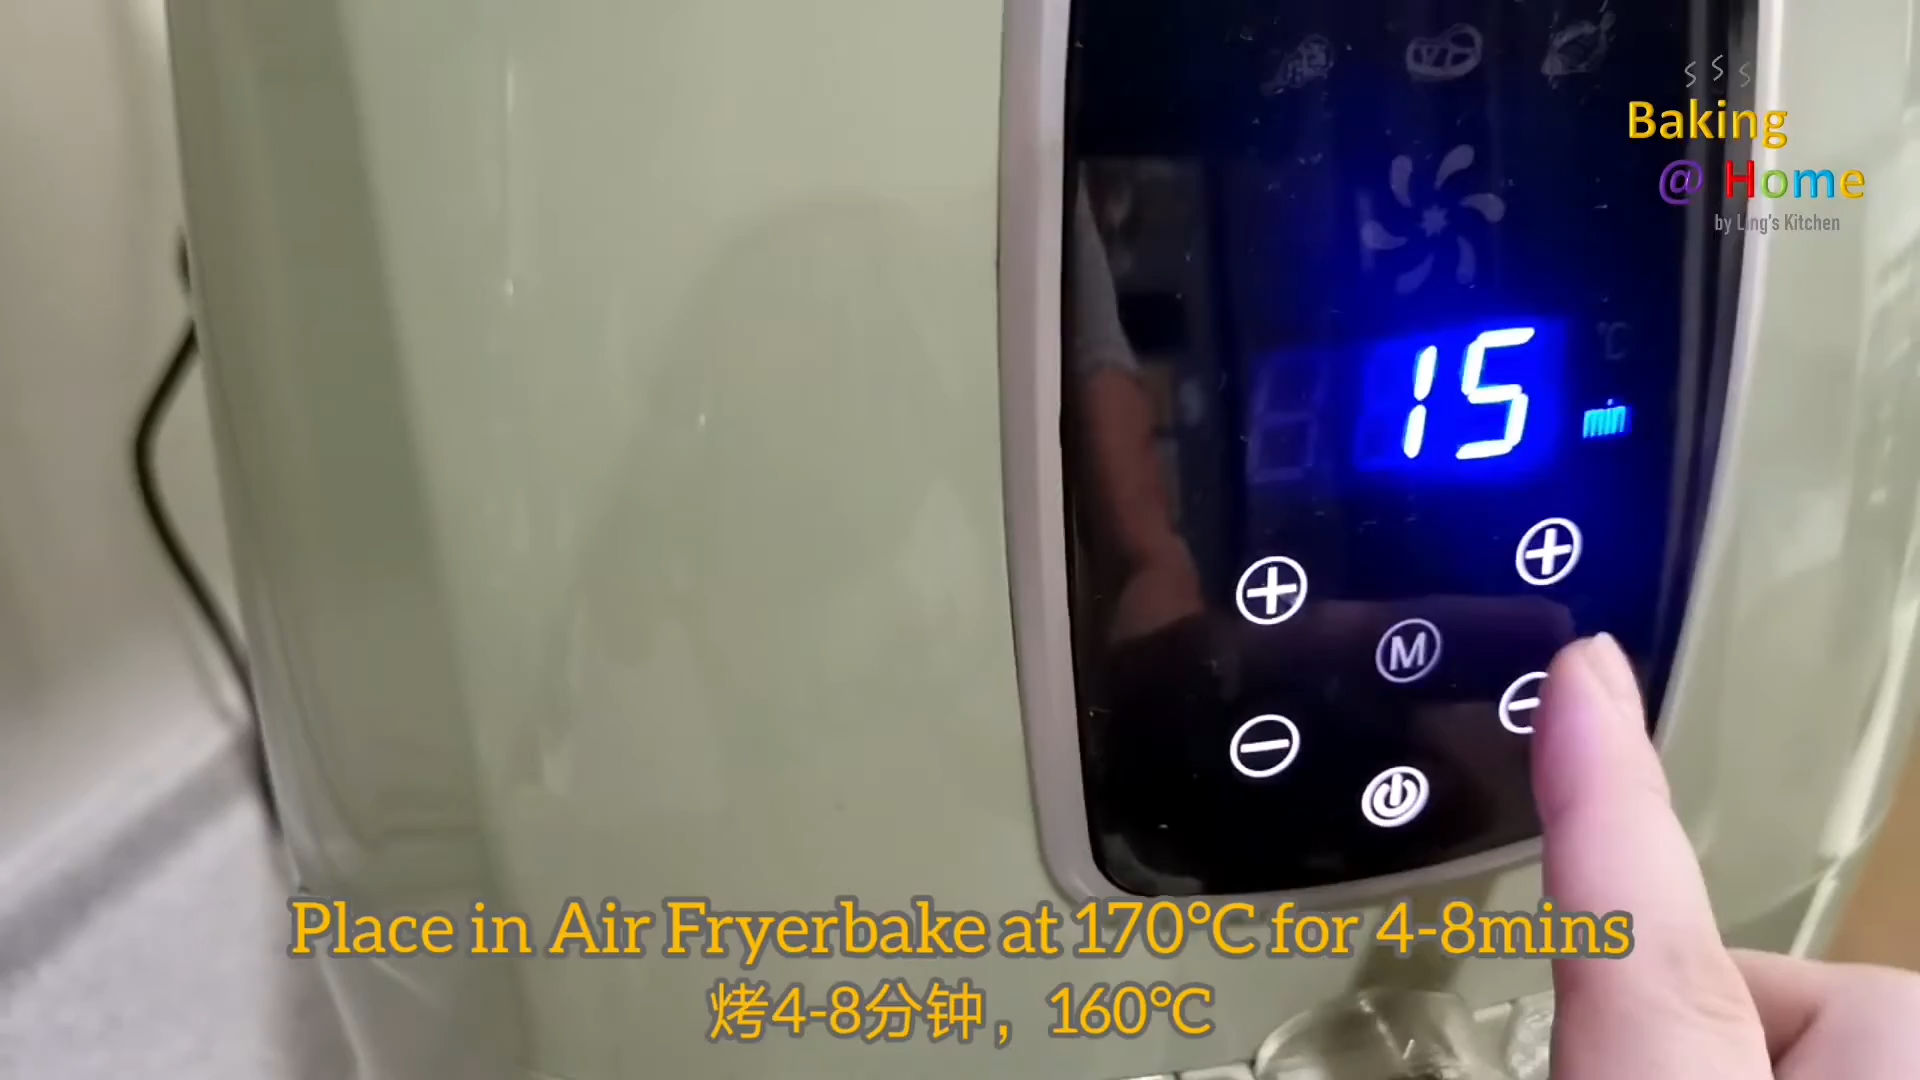 Baking
@ Home
by Ling's Kitchen
°C
15
min
M
Place in Air Fryerbake at 170°C for 4-8mins
烤4-8分钟，160°C